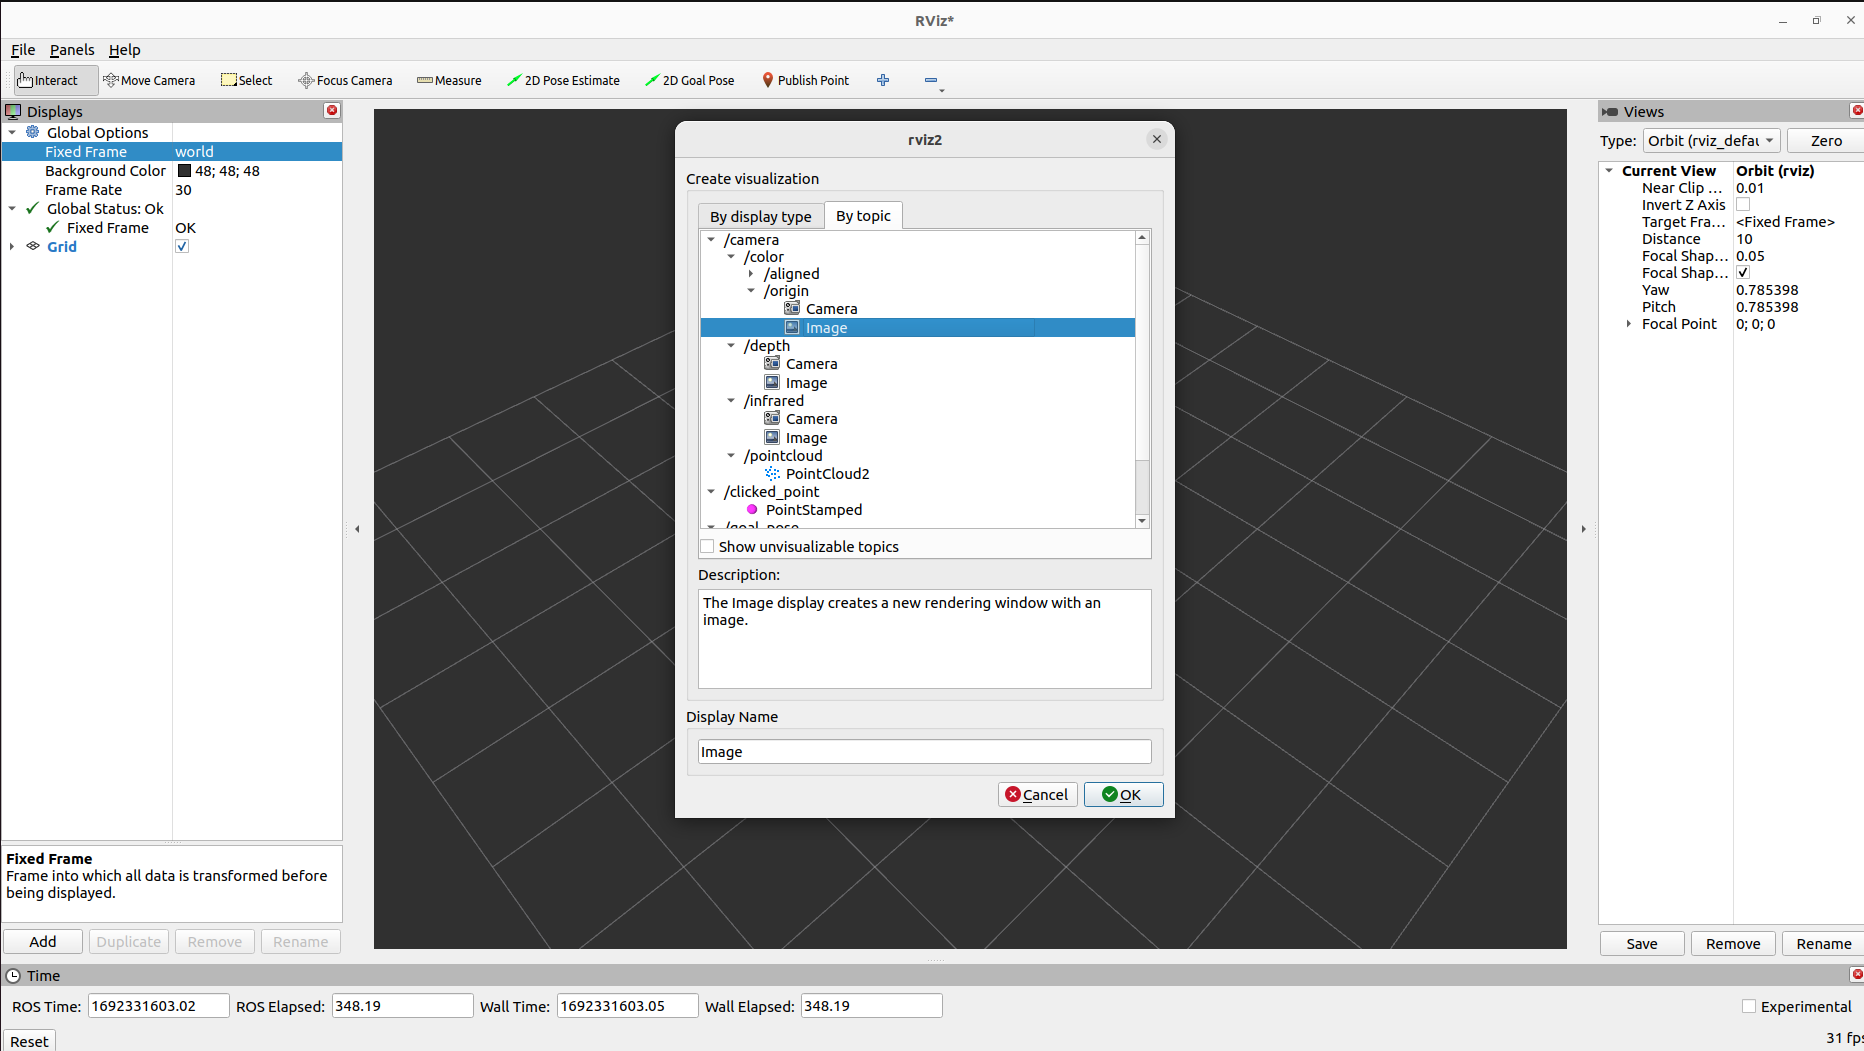 RViz*
File Panels Help
Interact Move Camera Select Focus Camera Measure 2D Pose Estimate 2D Goal Pose Publish Point
Displays
Global Options
Fixed Frame world
Background Color 48; 48; 48
Frame Rate 30
Global Status: Ok
Fixed Frame OK
Grid
Fixed Frame
Frame into which all data is transformed before
being displayed.
Add Duplicate Remove Rename
rviz2
Create visualization
By display type By topic
/camera
/color
/aligned
/origin
Camera
Image
/depth
Camera
Image
/infrared
Camera
Image
/pointcloud
PointCloud2
/clicked_point
PointStamped
/goal_pose
Show unvisualizable topics
Description:
The Image display creates a new rendering window with an
image.
Display Name
Image
Cancel OK
Views
Type: Orbit (rviz_defau Zero
Current View Orbit (rviz)
Near Clip ... 0.01
Invert Z Axis
Target Fra... <Fixed Frame>
Distance 10
Focal Shap... 0.05
Focal Shap...
Yaw 0.785398
Pitch 0.785398
Focal Point 0; 0; 0
Save Remove Rename
Time
ROS Time: 1692331603.02 ROS Elapsed: 348.19 Wall Time: 1692331603.05 Wall Elapsed: 348.19 Experimental
Reset 31 fps